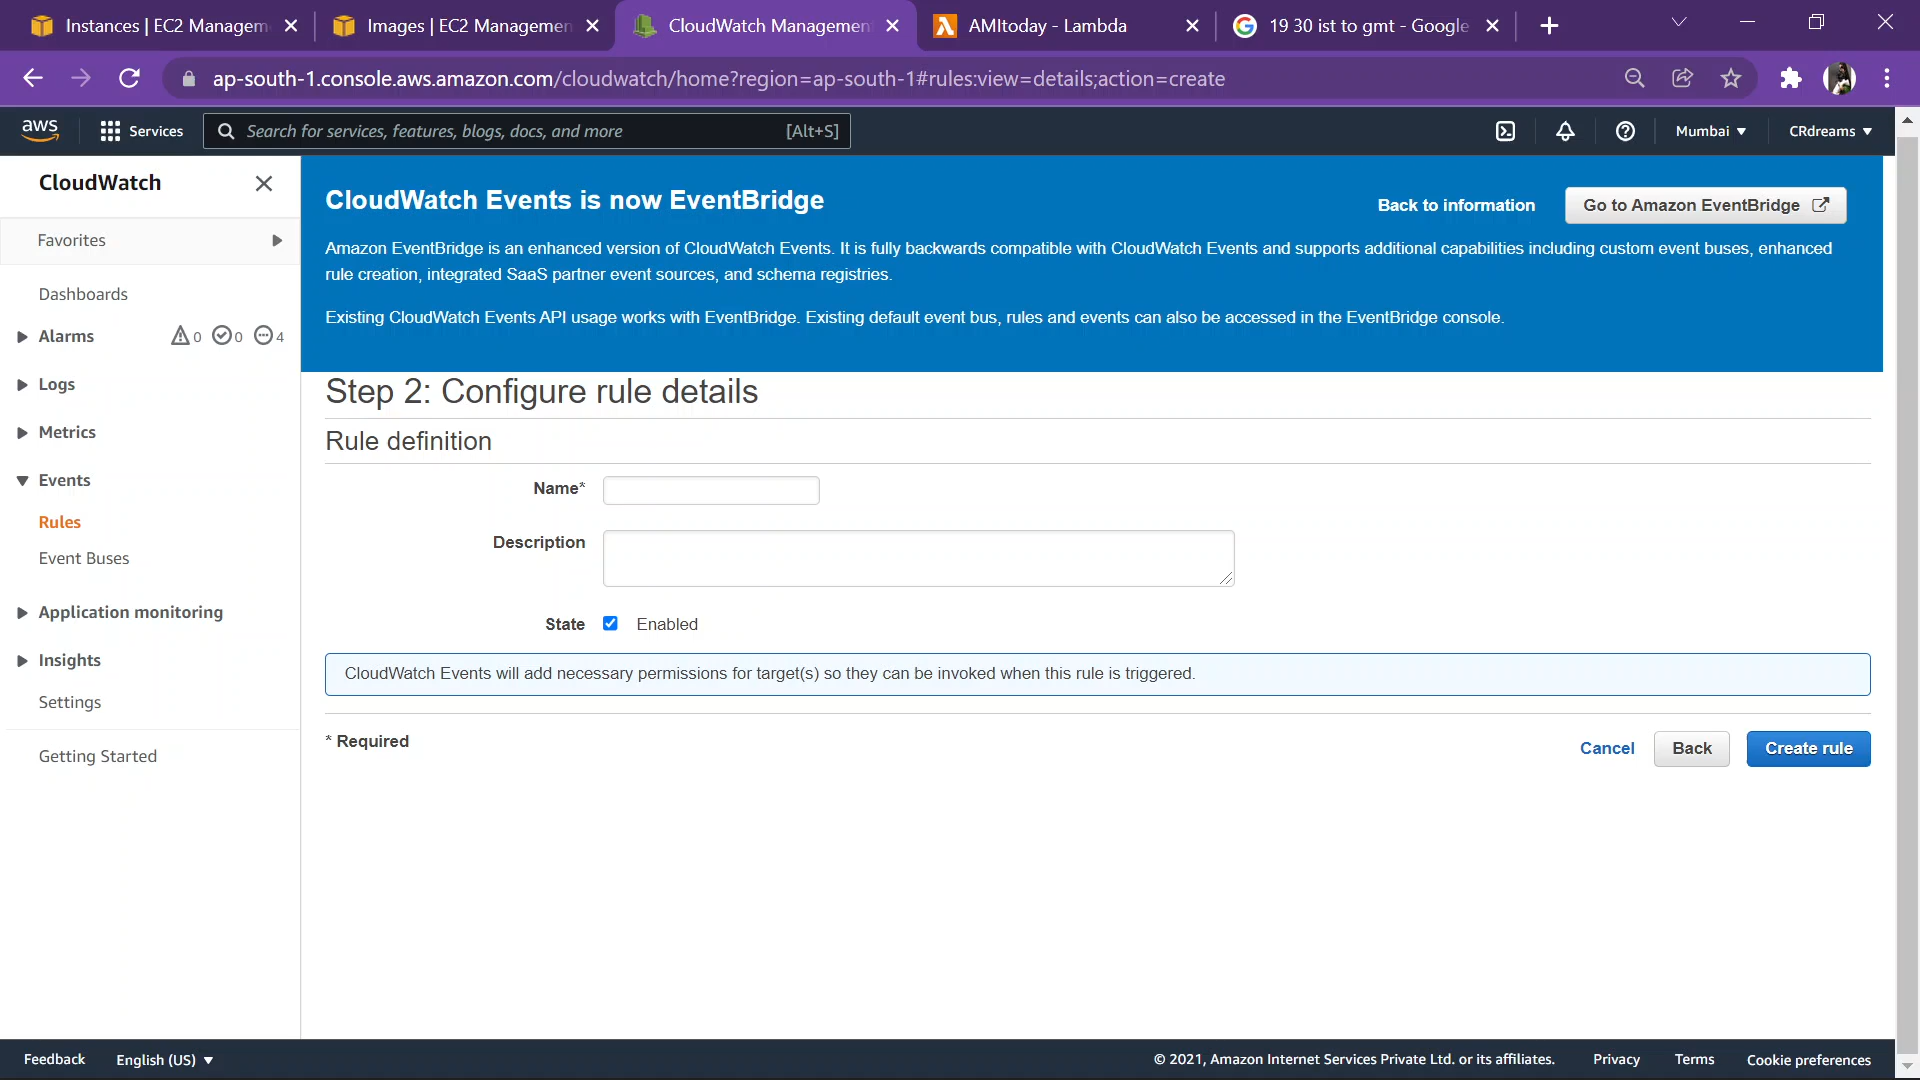 Instances | EC2 Managem
Images | EC2 Managemen
CloudWatch Management
AMItoday - Lambda
19 30 ist to gmt - Google
ap-south-1.console.aws.amazon.com/cloudwatch/home?region=ap-south-1#rules:view=details;action=create
aws
Services
Search for services, features, blogs, docs, and more
[Alt+S]
Mumbai
CRdreams
CloudWatch
Favorites
Dashboards
Alarms
0
0
4
Logs
Metrics
Events
Rules
Event Buses
Application monitoring
Insights
Settings
Getting Started
CloudWatch Events is now EventBridge
Back to information
Go to Amazon EventBridge
Amazon EventBridge is an enhanced version of CloudWatch Events. It is fully backwards compatible with CloudWatch Events and supports additional capabilities including custom event buses, enhanced
rule creation, integrated SaaS partner event sources, and schema registries.
Existing CloudWatch Events API usage works with EventBridge. Existing default event bus, rules and events can also be accessed in the EventBridge console.
Step 2: Configure rule details
Rule definition
Name*
Description
State
Enabled
CloudWatch Events will add necessary permissions for target(s) so they can be invoked when this rule is triggered.
* Required
Cancel
Back
Create rule
Feedback
English (US)
© 2021, Amazon Internet Services Private Ltd. or its affiliates.
Privacy
Terms
Cookie preferences